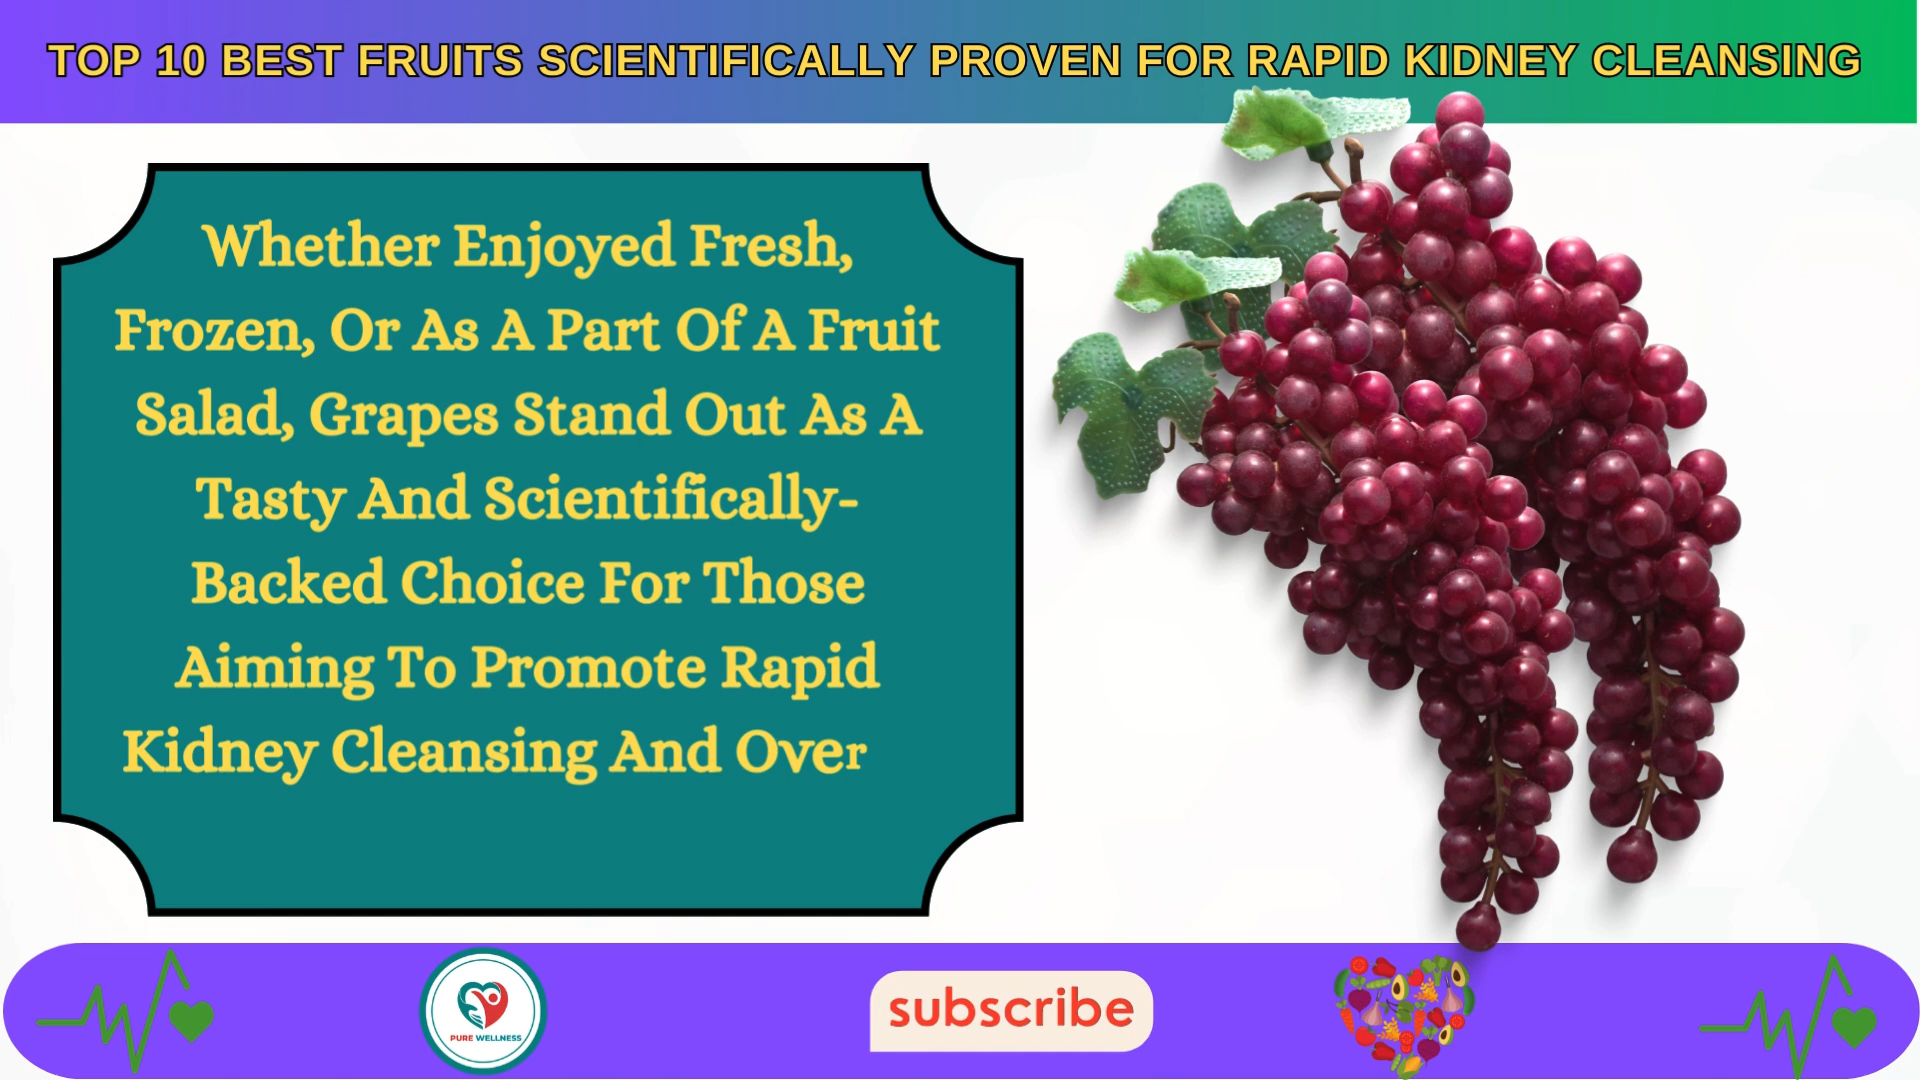 TOP 10 BEST FRUITS SCIENTIFICALLY PROVEN FOR RAPID KIDNEY CLEANSING
Whether Enjoyed Fresh,
Frozen, Or As A Part Of A Fruit
Salad, Grapes Stand Out As A
Tasty And Scientifically-
Backed Choice For Those
Aiming To Promote Rapid
Kidney Cleansing And Over
PURE WELLNESS
subscribe